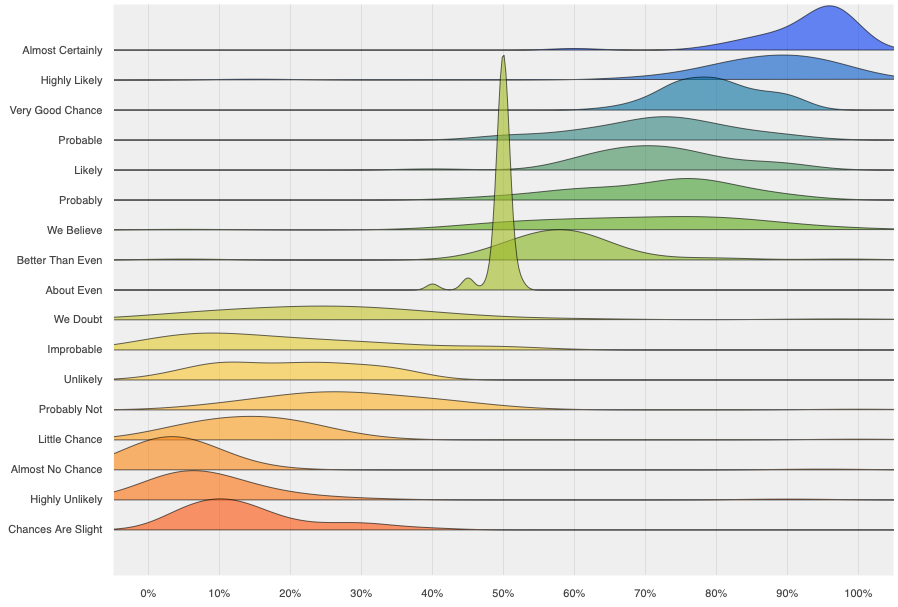 Almost Certainly
Highly Likely
Very Good Chance
Probable
Likely
Probably
We Believe
Better Than Even
About Even
We Doubt
Improbable
Unlikely
Probably Not
Little Chance
Almost No Chance
Highly Unlikely
Chances Are Slight
0% 10% 20% 30% 40% 50% 60% 70% 80% 90% 100%